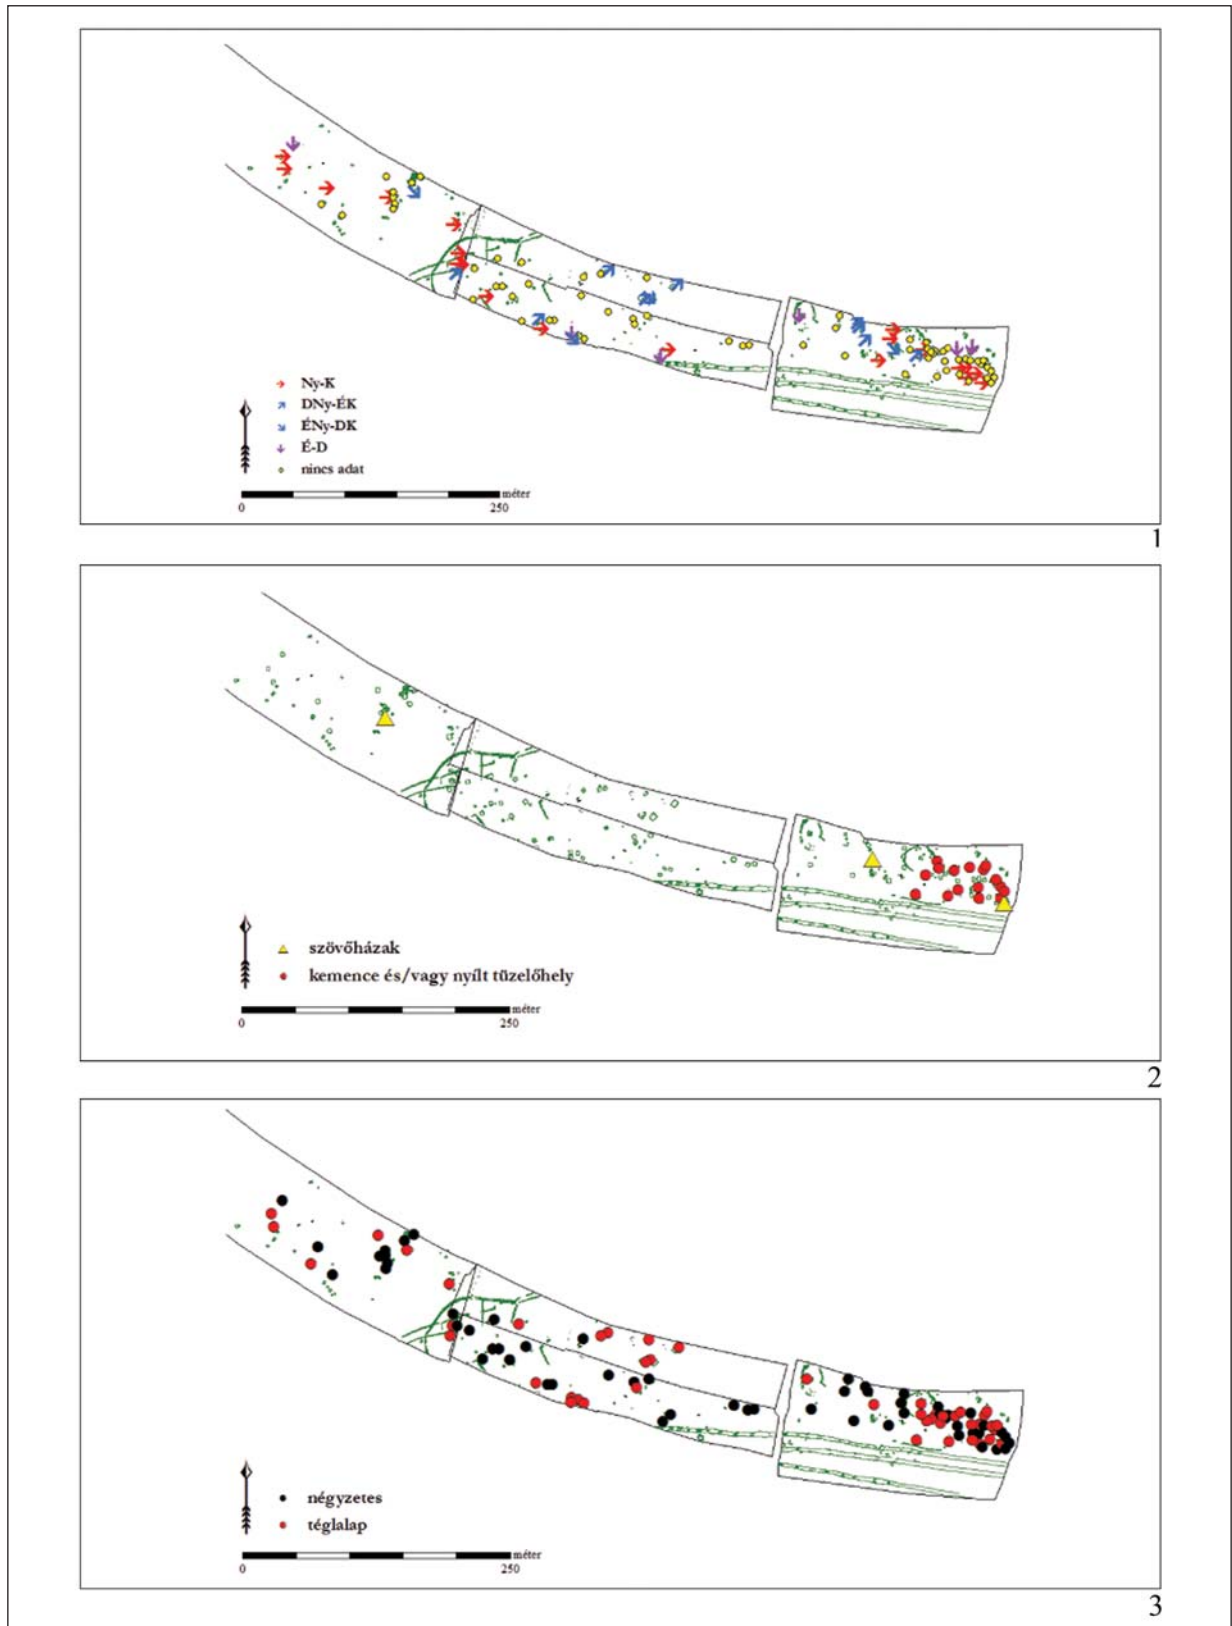 Ny-K
DNy-ÉK
ÉNy-DK
É-D
nincs adat
méter
0 250
1
szövőházak
kemence és/vagy nyílt tüzelőhely
méter
0 250
2
négyzetes
téglalap
méter
0 250
3